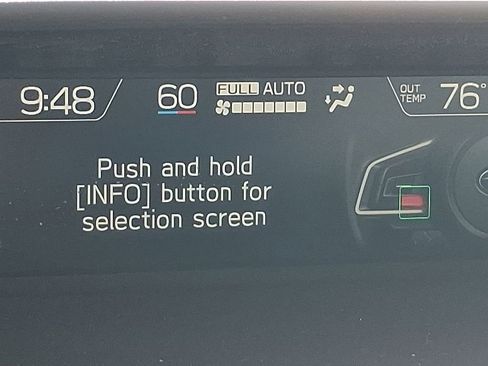 9:48
60
FULL AUTO
OUT
TEMP
76°
Push and hold
[INFO] button for
selection screen